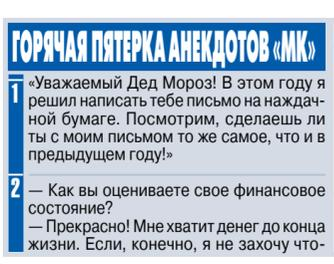 ГОРЯЧАЯ ПЯТЕРКА АНЕКДОТОВ «МК»
1
«Уважаемый Дед Мороз! В этом году я
решил написать тебе письмо на наждач-
ной бумаге. Посмотрим, сделаешь ли
ты с моим письмом то же самое, что и в
предыдущем году!»
2
— Как вы оцениваете свое финансовое
состояние?
— Прекрасно! Мне хватит денег до конца
жизни. Если, конечно, я не захочу что-